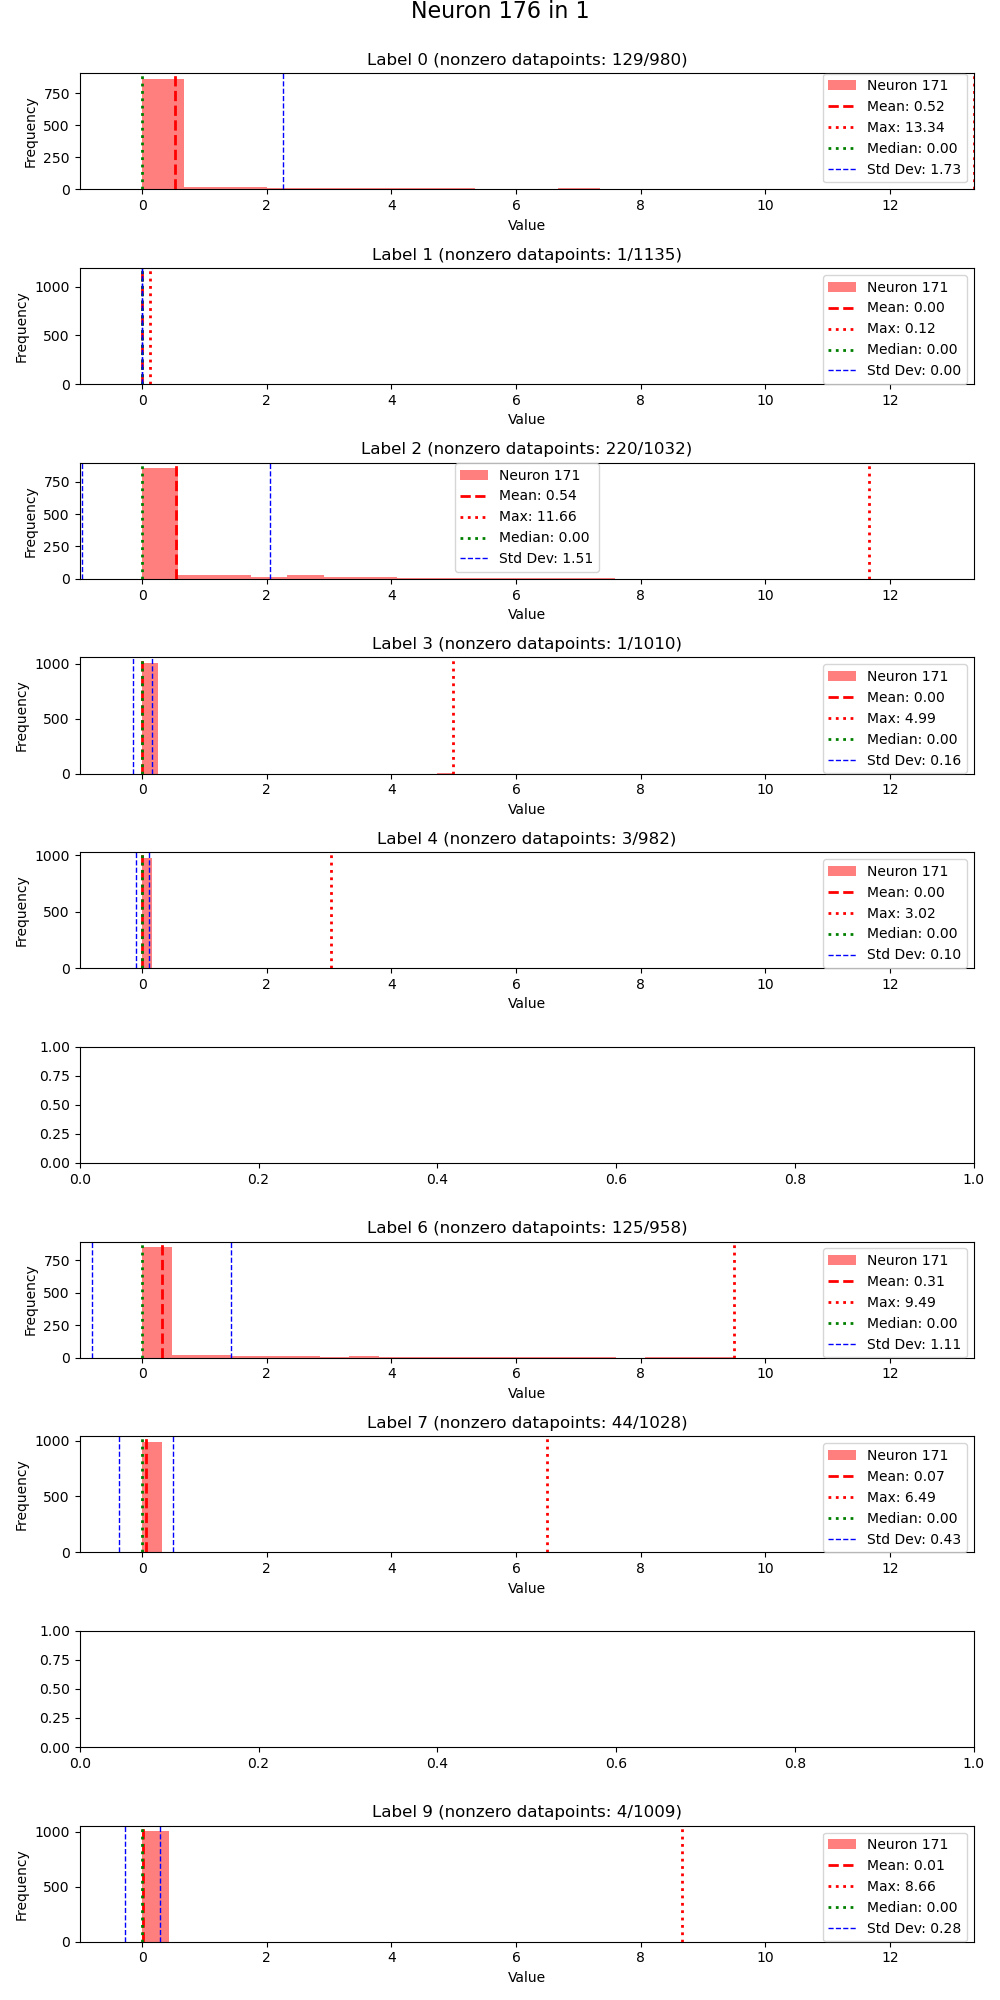 Neuron 176 in 1
Label 0 (nonzero datapoints: 129/980)
Frequency
750
500
250
0
Neuron 171
Mean: 0.52
Max: 13.34
Median: 0.00
Std Dev: 1.73
0 2 4 6 8 10 12
Value
Label 1 (nonzero datapoints: 1/1135)
Frequency
1000
500
0
Neuron 171
Mean: 0.00
Max: 0.12
Median: 0.00
Std Dev: 0.00
0 2 4 6 8 10 12
Value
Label 2 (nonzero datapoints: 220/1032)
Frequency
750
500
250
0
Neuron 171
Mean: 0.54
Max: 11.66
Median: 0.00
Std Dev: 1.51
0 2 4 6 8 10 12
Value
Label 3 (nonzero datapoints: 1/1010)
Frequency
1000
500
0
Neuron 171
Mean: 0.00
Max: 4.99
Median: 0.00
Std Dev: 0.16
0 2 4 6 8 10 12
Value
Label 4 (nonzero datapoints: 3/982)
Frequency
1000
500
0
Neuron 171
Mean: 0.00
Max: 3.02
Median: 0.00
Std Dev: 0.10
0 2 4 6 8 10 12
Value
1.00
0.75
0.50
0.25
0.00
0.0 0.2 0.4 0.6 0.8 1.0
Label 6 (nonzero datapoints: 125/958)
Frequency
750
500
250
0
Neuron 171
Mean: 0.31
Max: 9.49
Median: 0.00
Std Dev: 1.11
0 2 4 6 8 10 12
Value
Label 7 (nonzero datapoints: 44/1028)
Frequency
1000
500
0
Neuron 171
Mean: 0.07
Max: 6.49
Median: 0.00
Std Dev: 0.43
0 2 4 6 8 10 12
Value
1.00
0.75
0.50
0.25
0.00
0.0 0.2 0.4 0.6 0.8 1.0
Label 9 (nonzero datapoints: 4/1009)
Frequency
1000
500
0
Neuron 171
Mean: 0.01
Max: 8.66
Median: 0.00
Std Dev: 0.28
0 2 4 6 8 10 12
Value